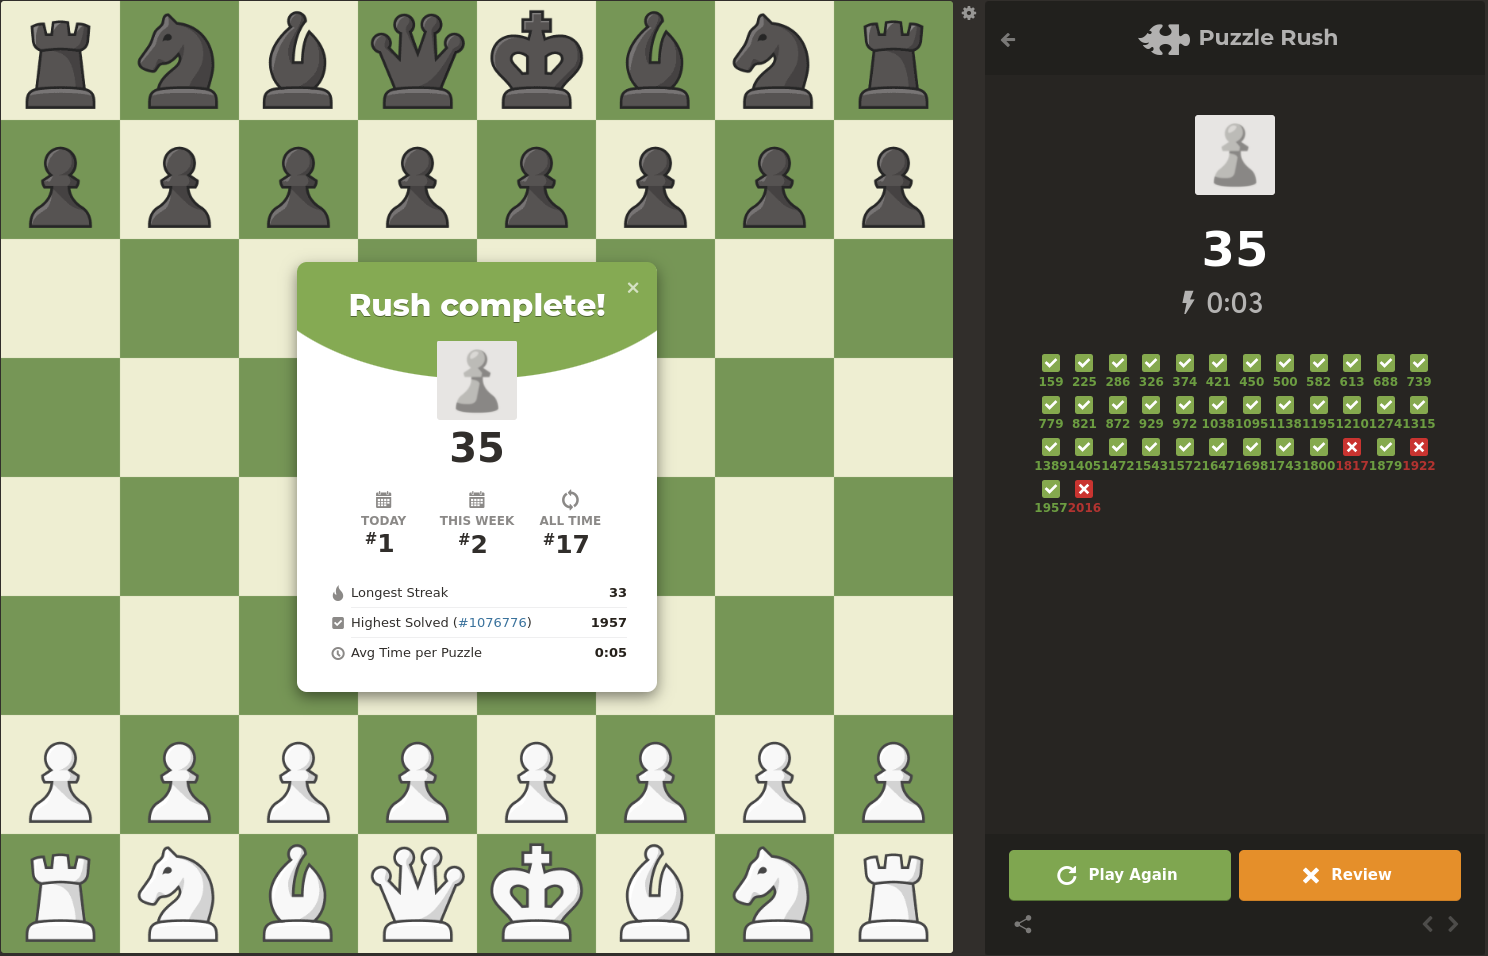 Rush complete!
×
35
TODAY
#1
THIS WEEK
#2
ALL TIME
#17
Longest Streak 33
Highest Solved (#1076776) 1957
Avg Time per Puzzle 0:05
Puzzle Rush
35
0:03
159 225 286 326 374 421 450 500 582 613 688 739
779 821 872 929 972 1038 1095 1138 1195 1210 1274 1315
1389 1405 1472 1543 1572 1647 1698 1743 1800 1817 1879 1922
1957 2016
Play Again
Review